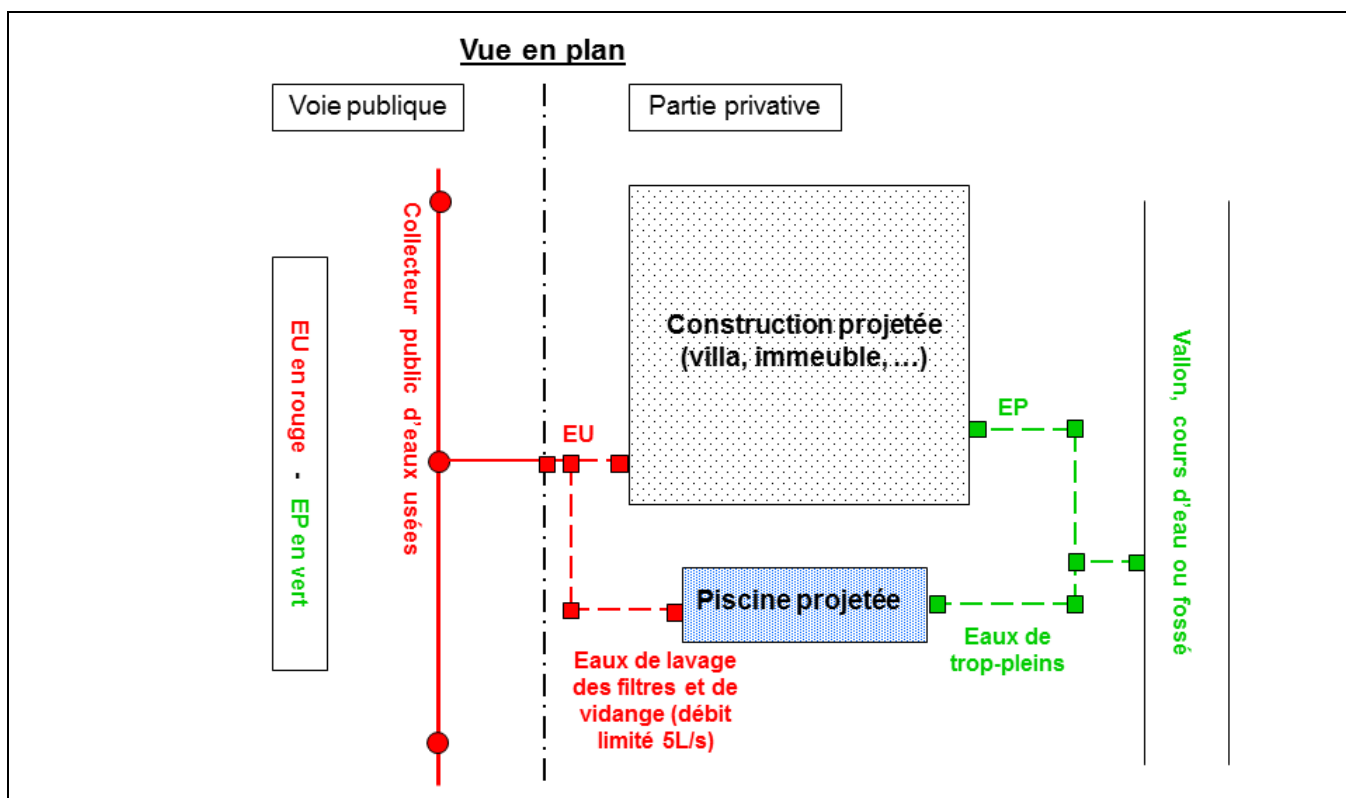 Vue en plan
Voie publique
Partie privative
EU en rouge - EP en vert
Collecteur public d'eaux usées
Construction projetée
(villa, immeuble, …)
EU
EP
Piscine projetée
Eaux de lavage
des filtres et de
vidange (débit
limité 5L/s)
Eaux de
trop-pleins
Vallon, cours d'eau ou fossé